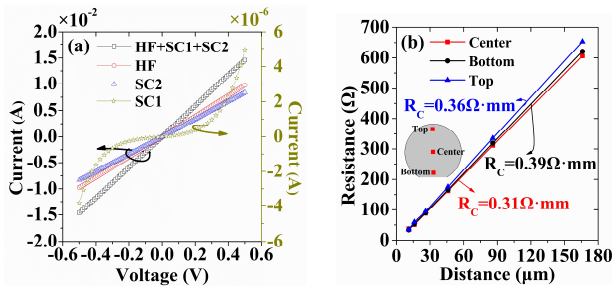 ×10⁻²
×10⁻⁶
2.0
1.5
1.0
0.5
0.0
-0.5
-1.0
1.5
2.0
Current (A)
(a)
HF+SC1+SC2
HF
SC2
SC1
6
4
2
0
-2
-4
-6
Current (A)
-0.6 -0.4 -0.2 0.0 0.2 0.4 0.6
Voltage (V)
700
600
500
400
300
200
100
0
Resistance (Ω)
(b)
Center
Bottom
Top
R_C=0.36Ω·mm
Top
Center
Bottom
R_C=0.39Ω·mm
R_C=0.31Ω·mm
0 30 60 90 120 150 180
Distance (μm)